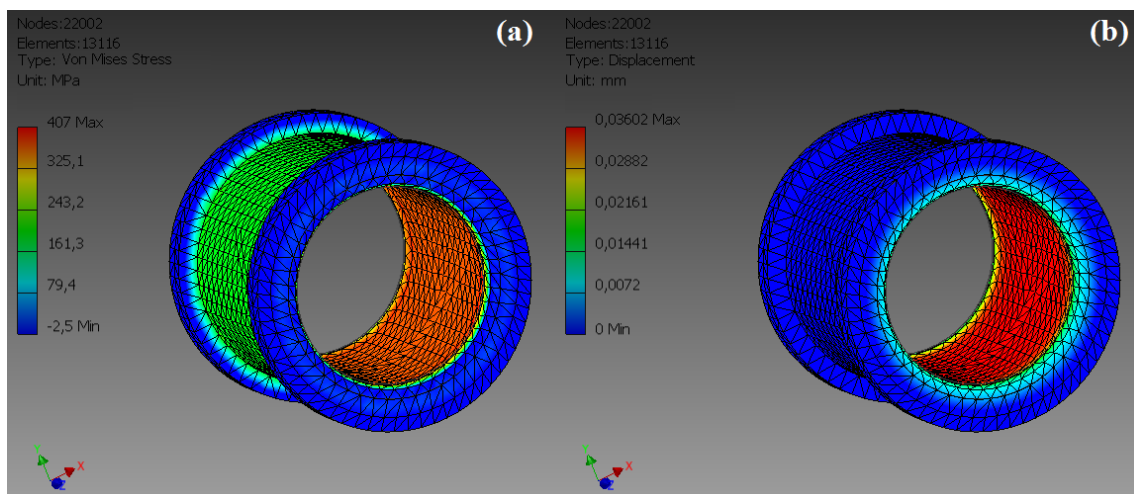 Nodes:22002
Elements:13116
Type: Von Mises Stress
Unit: MPa
(a)
407 Max
325,1
243,2
161,3
79,4
-2,5 Min
X
Z
Nodes:22002
Elements:13116
Type: Displacement
Unit: mm
(b)
0,03602 Max
0,02882
0,02161
0,01441
0,0072
0 Min
X
Z